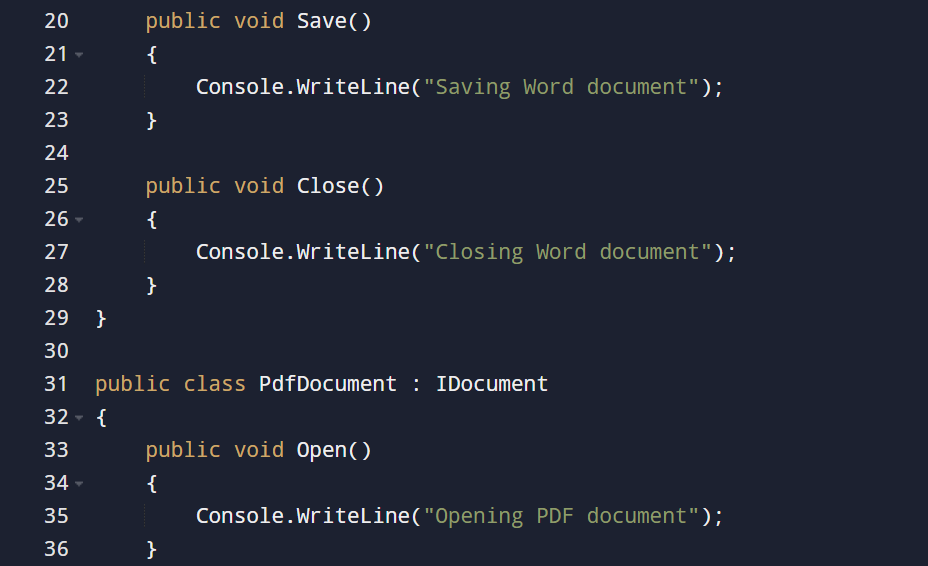 20 public void Save()
21 {
22 Console.WriteLine("Saving Word document");
23 }
24
25 public void Close()
26 {
27 Console.WriteLine("Closing Word document");
28 }
29 }
30
31 public class PdfDocument : IDocument
32 {
33 public void Open()
34 {
35 Console.WriteLine("Opening PDF document");
36 }